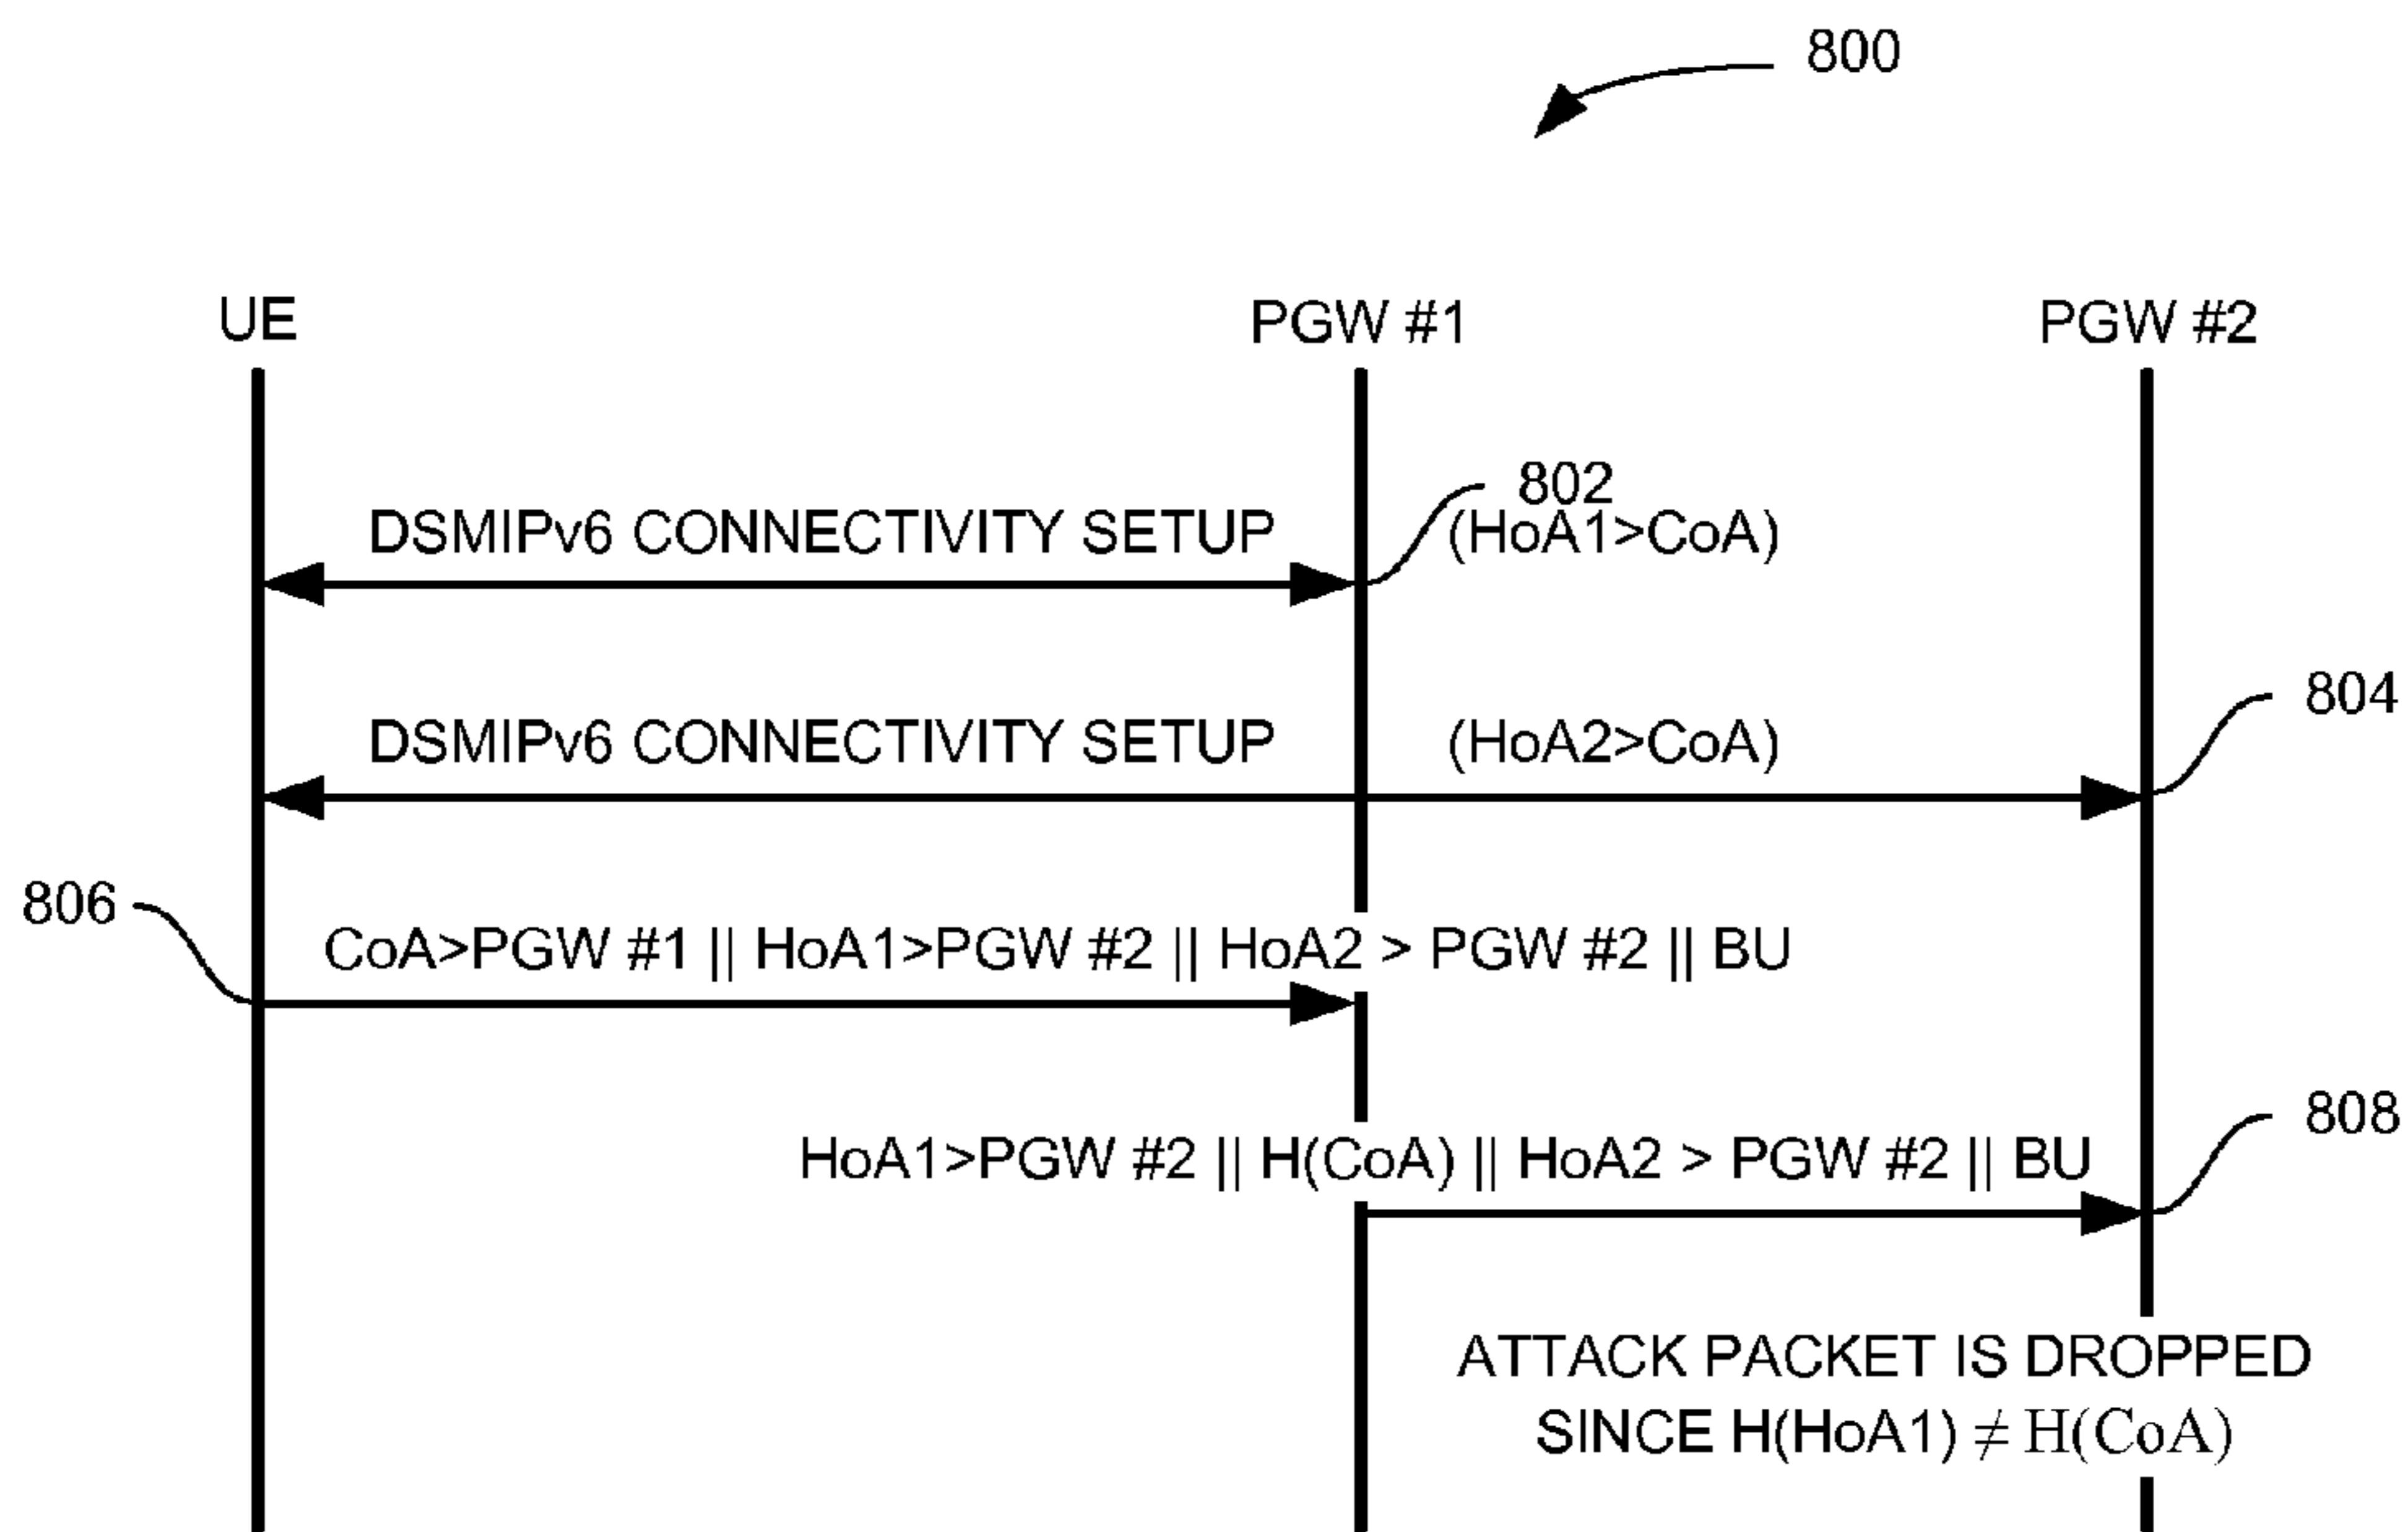 800
UE
PGW #1
PGW #2
802
DSMIPv6 CONNECTIVITY SETUP
(HoA1>CoA)
804
DSMIPv6 CONNECTIVITY SETUP
(HoA2>CoA)
806
CoA>PGW #1 || HoA1>PGW #2 || HoA2 > PGW #2 || BU
808
HoA1>PGW #2 || H(CoA) || HoA2 > PGW #2 || BU
ATTACK PACKET IS DROPPED
SINCE H(HoA1) ≠ H(CoA)